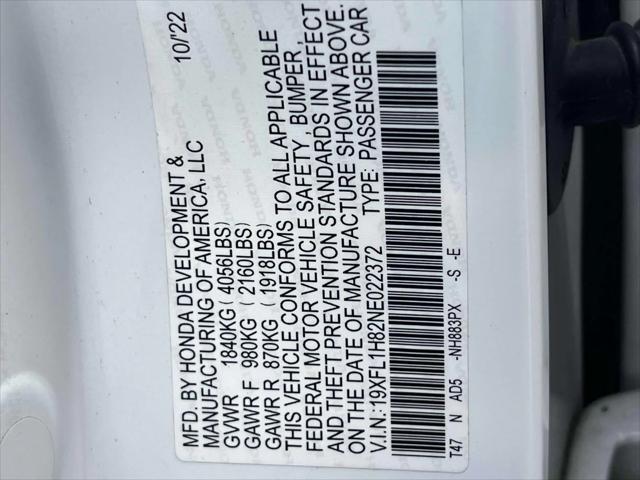 MFD. BY HONDA DEVELOPMENT & 10/'22
MANUFACTURING OF AMERICA, LLC
GVWR 1840KG ( 4056LBS)
GAWR F 980KG ( 2160LBS)
GAWR R 870KG ( 1918LBS)
THIS VEHICLE CONFORMS TO ALL APPLICABLE
FEDERAL MOTOR VEHICLE SAFETY, BUMPER,
AND THEFT PREVENTION STANDARDS IN EFFECT
ON THE DATE OF MANUFACTURE SHOWN ABOVE.
V.I.N.:19XFL1H82NE022372 TYPE: PASSENGER CAR
T47 N AD5 -NH883PX -S -E